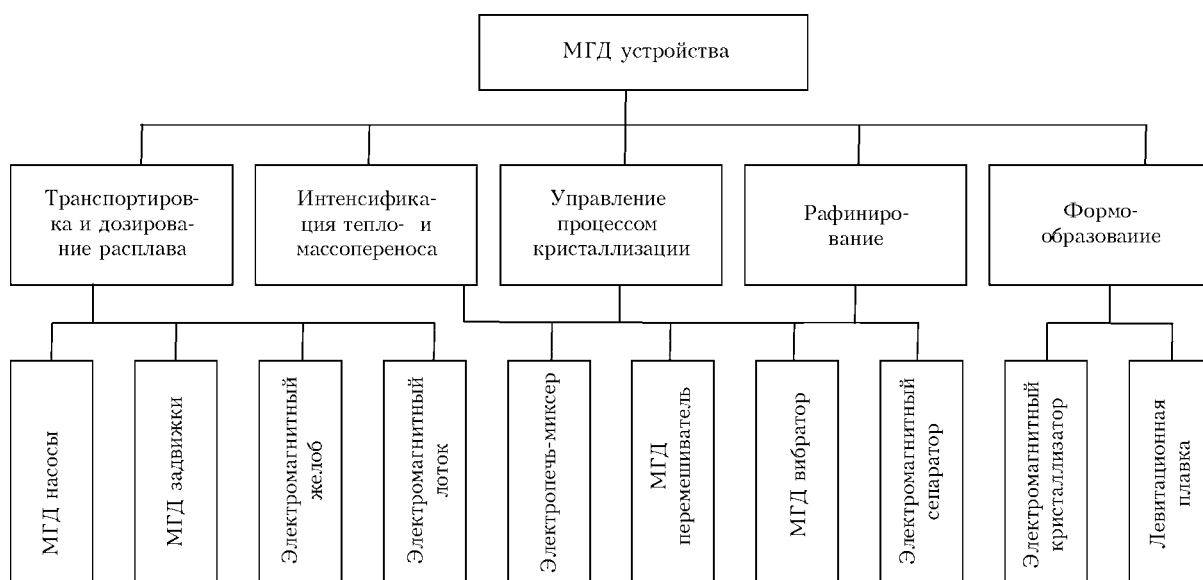 МГД устройства
Транспортиров-
ка и дозирова-
ние расплава
Интенсифика-
ция тепло- и
массопереноса
Управление
процессом
кристаллизации
Рафиниро-
вание
Формо-
образоваиие
МГД насосы
МГД задвижки
Электромагнитный
желоб
Электромагнитный
лоток
Электропечь-миксер
МГД
перемешиватель
МГД вибратор
Электромагнитный
сепаратор
Электромагнитный
кристаллизатор
Левитационная
плавка